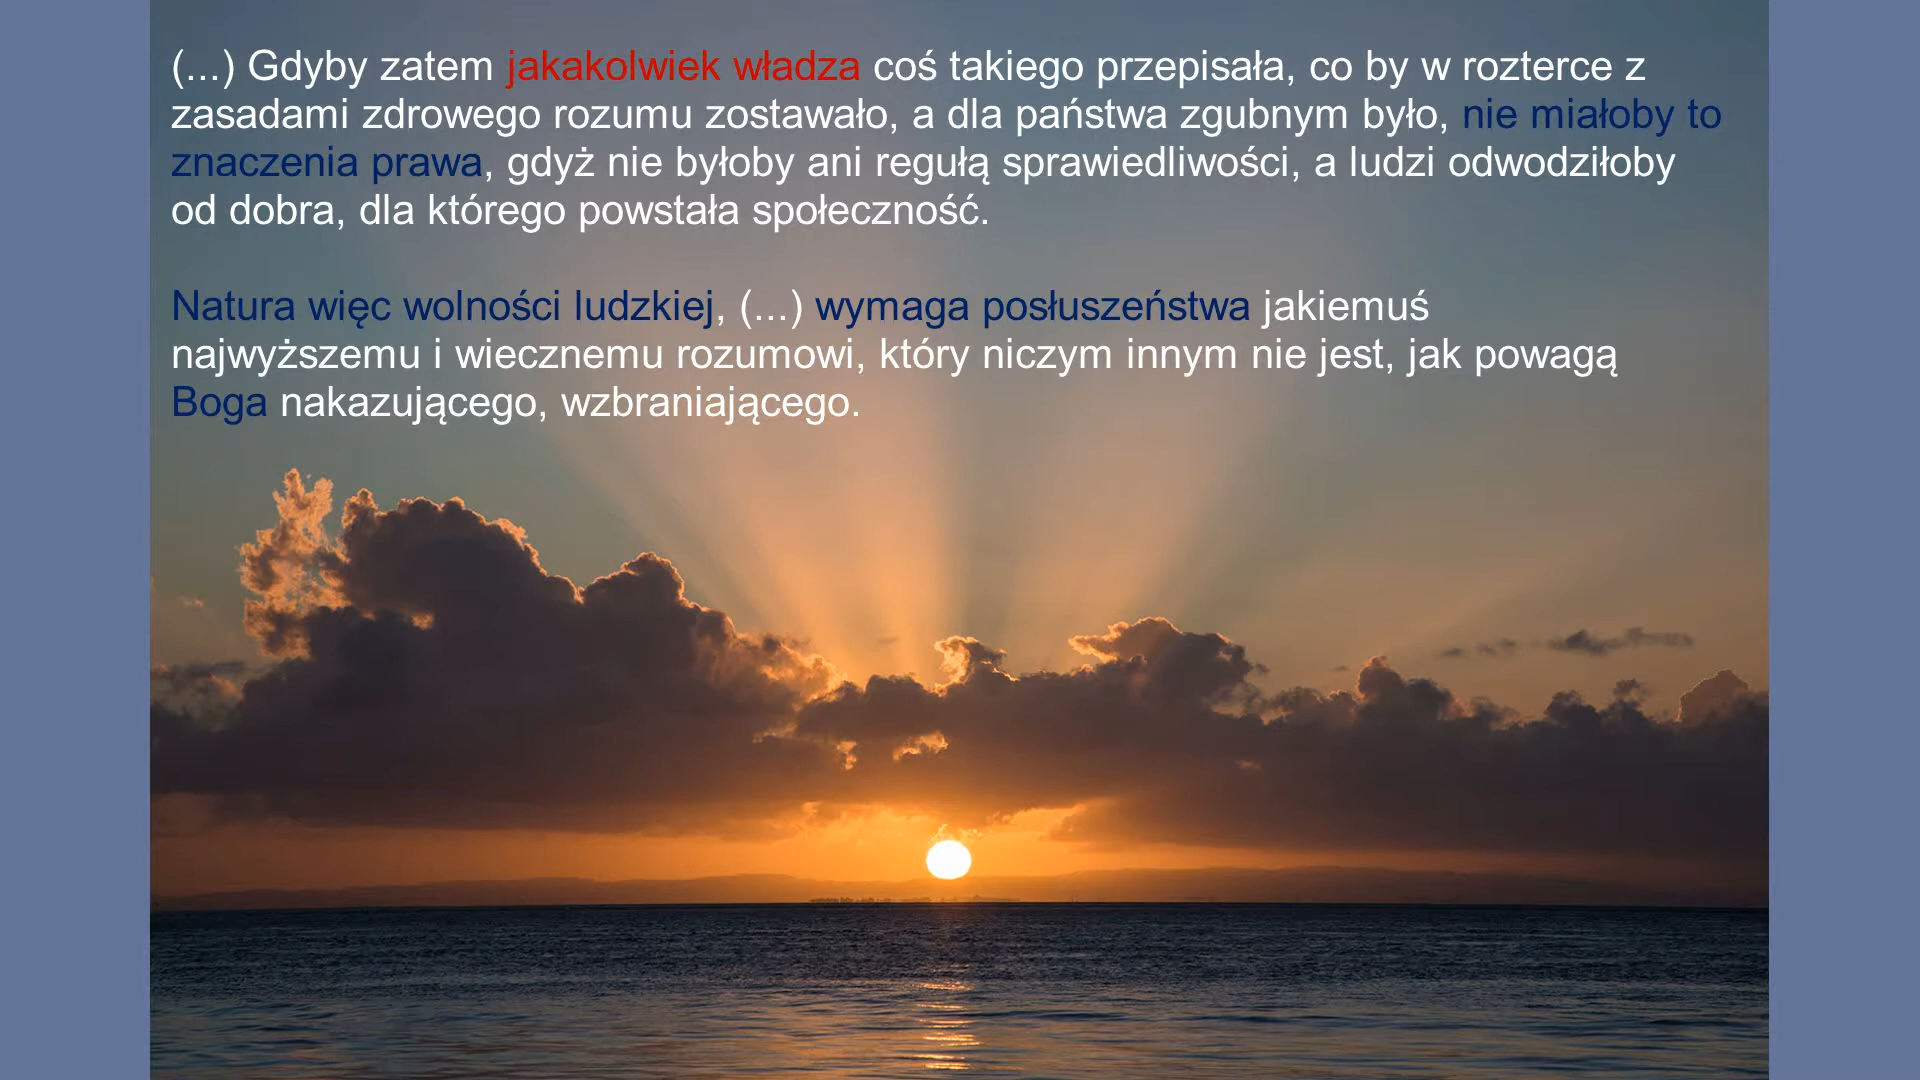 (...) Gdyby zatem jakakolwiek władza coś takiego przepisała, co by w rozterce z
zasadami zdrowego rozumu zostawało, a dla państwa zgubnym było, nie miałoby to
znaczenia prawa, gdyż nie byłoby ani regułą sprawiedliwości, a ludzi odwodziłoby
od dobra, dla którego powstała społeczność.
Natura więc wolności ludzkiej, (...) wymaga posłuszeństwa jakiemuś
najwyższemu i wiecznemu rozumowi, który niczym innym nie jest, jak powagą
Boga nakazującego, wzbraniającego.